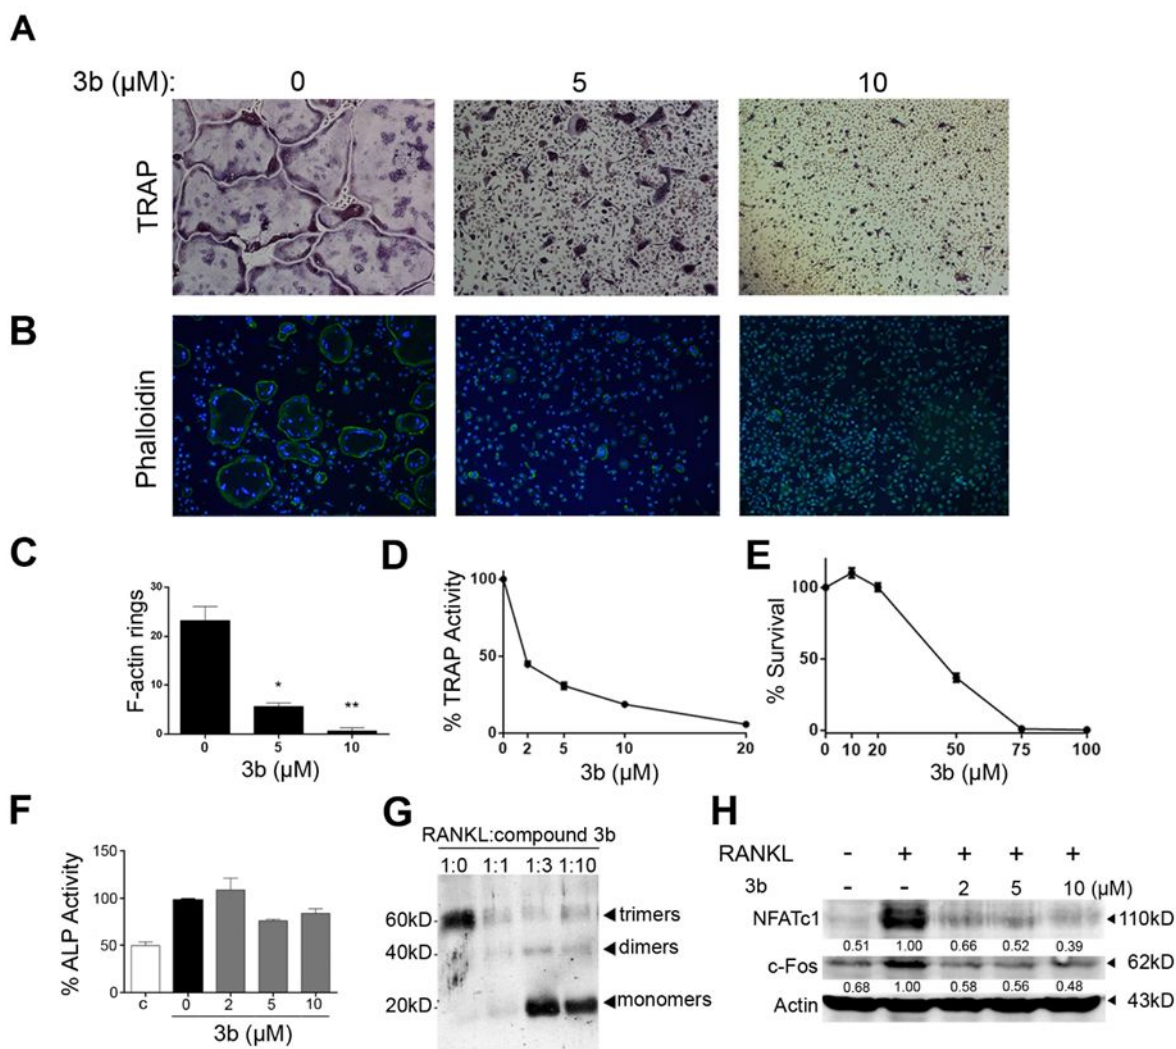 A
3b (µM): 0 5 10
TRAP
B
Phalloidin
C
F-actin rings
30
20
10
0
*
**
0 5 10
3b (µM)
D
% TRAP Activity
100
50
0
0 2 5 10 20
3b (µM)
E
% Survival
100
50
0
0 10 20 50 75 100
3b (µM)
F
% ALP Activity
150
100
50
0
c 0 2 5 10
3b (µM)
G
RANKL:compound 3b
1:0 1:1 1:3 1:10
60kD trimers
40kD dimers
20kD monomers
H
RANKL - + + + +
3b - - 2 5 10 (µM)
NFATc1 110kD
0.51 1.00 0.66 0.52 0.39
c-Fos 62kD
0.68 1.00 0.58 0.56 0.48
Actin 43kD